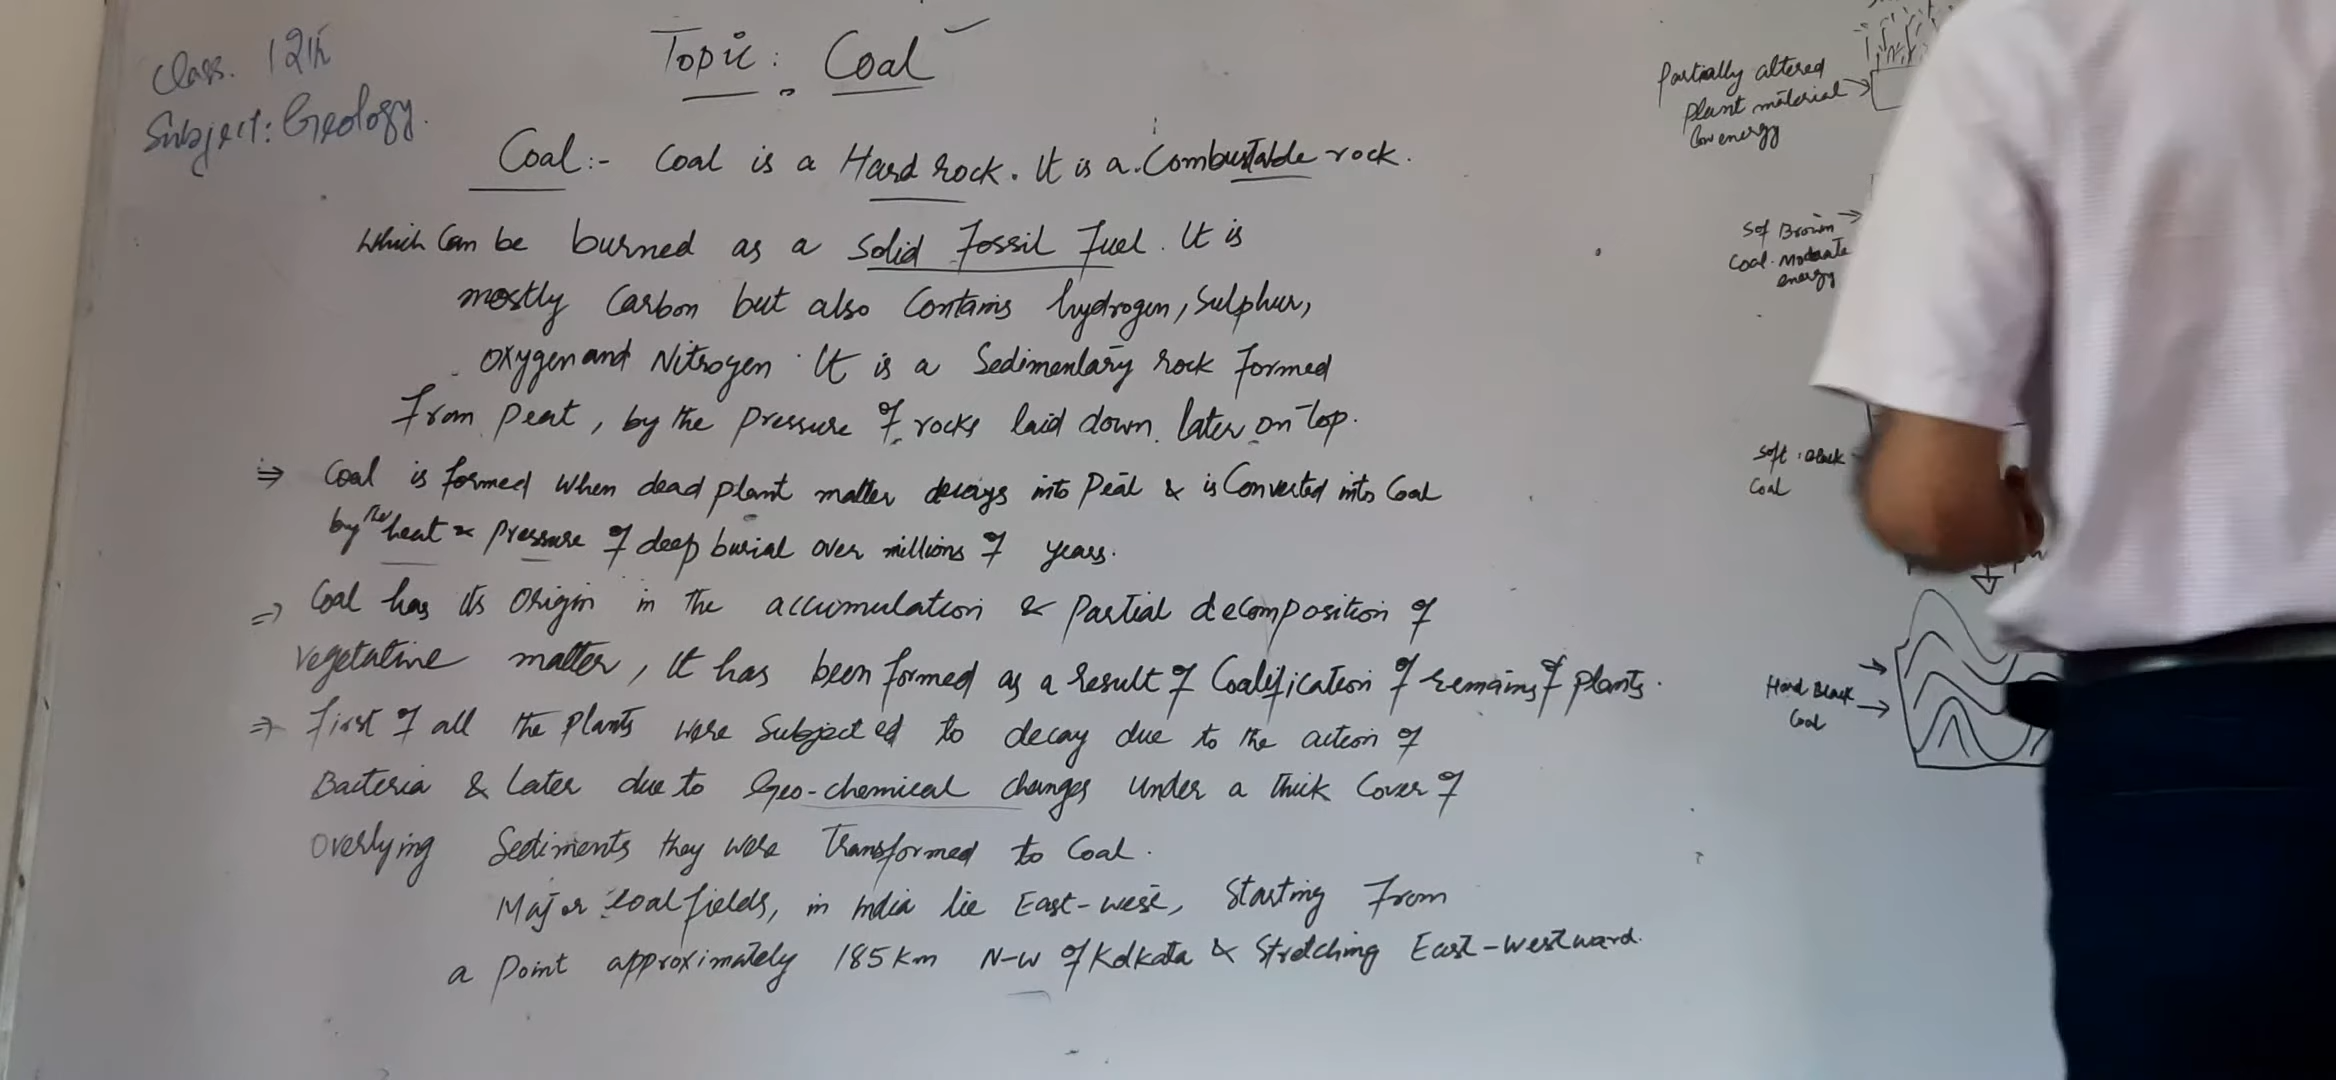 Class. 12th
Subject: Geology.
Topic: Coal
Coal:- Coal is a Hard rock. It is a Combustable rock.
Which Can be burned as a Solid Fossil Fuel. It is
mostly Carbon but also Contains hydrogen, Sulphur,
Oxygen and Nitrogen. It is a Sedimentary rock formed
From peat, by the pressure of rocks laid down later on top.
⇒ Coal is formed when dead plant matter decays into Peat & is Converted into Coal
by the heat & pressure of deep burial over millions of years.
⇒ Coal has its Origin in the accumulation & Partial decomposition of
vegetative matter, It has been formed as a result of Coalification of remains of plants.
⇒ First of all the plants were Subjected to decay due to the action of
Bacteria & Later due to Geo-chemical changes under a thick Cover of
Overlying Sediments they were Transformed to Coal.
Major Coalfields, in India lie East-west, Starting From
a Point approximately 185 km N-W of Kolkata & Stretching East-westward.
Partially altered
Plant material
Low energy
Sof Brown
Coal. Moderate
energy
Soft Black
Coal
Hard Black
Coal